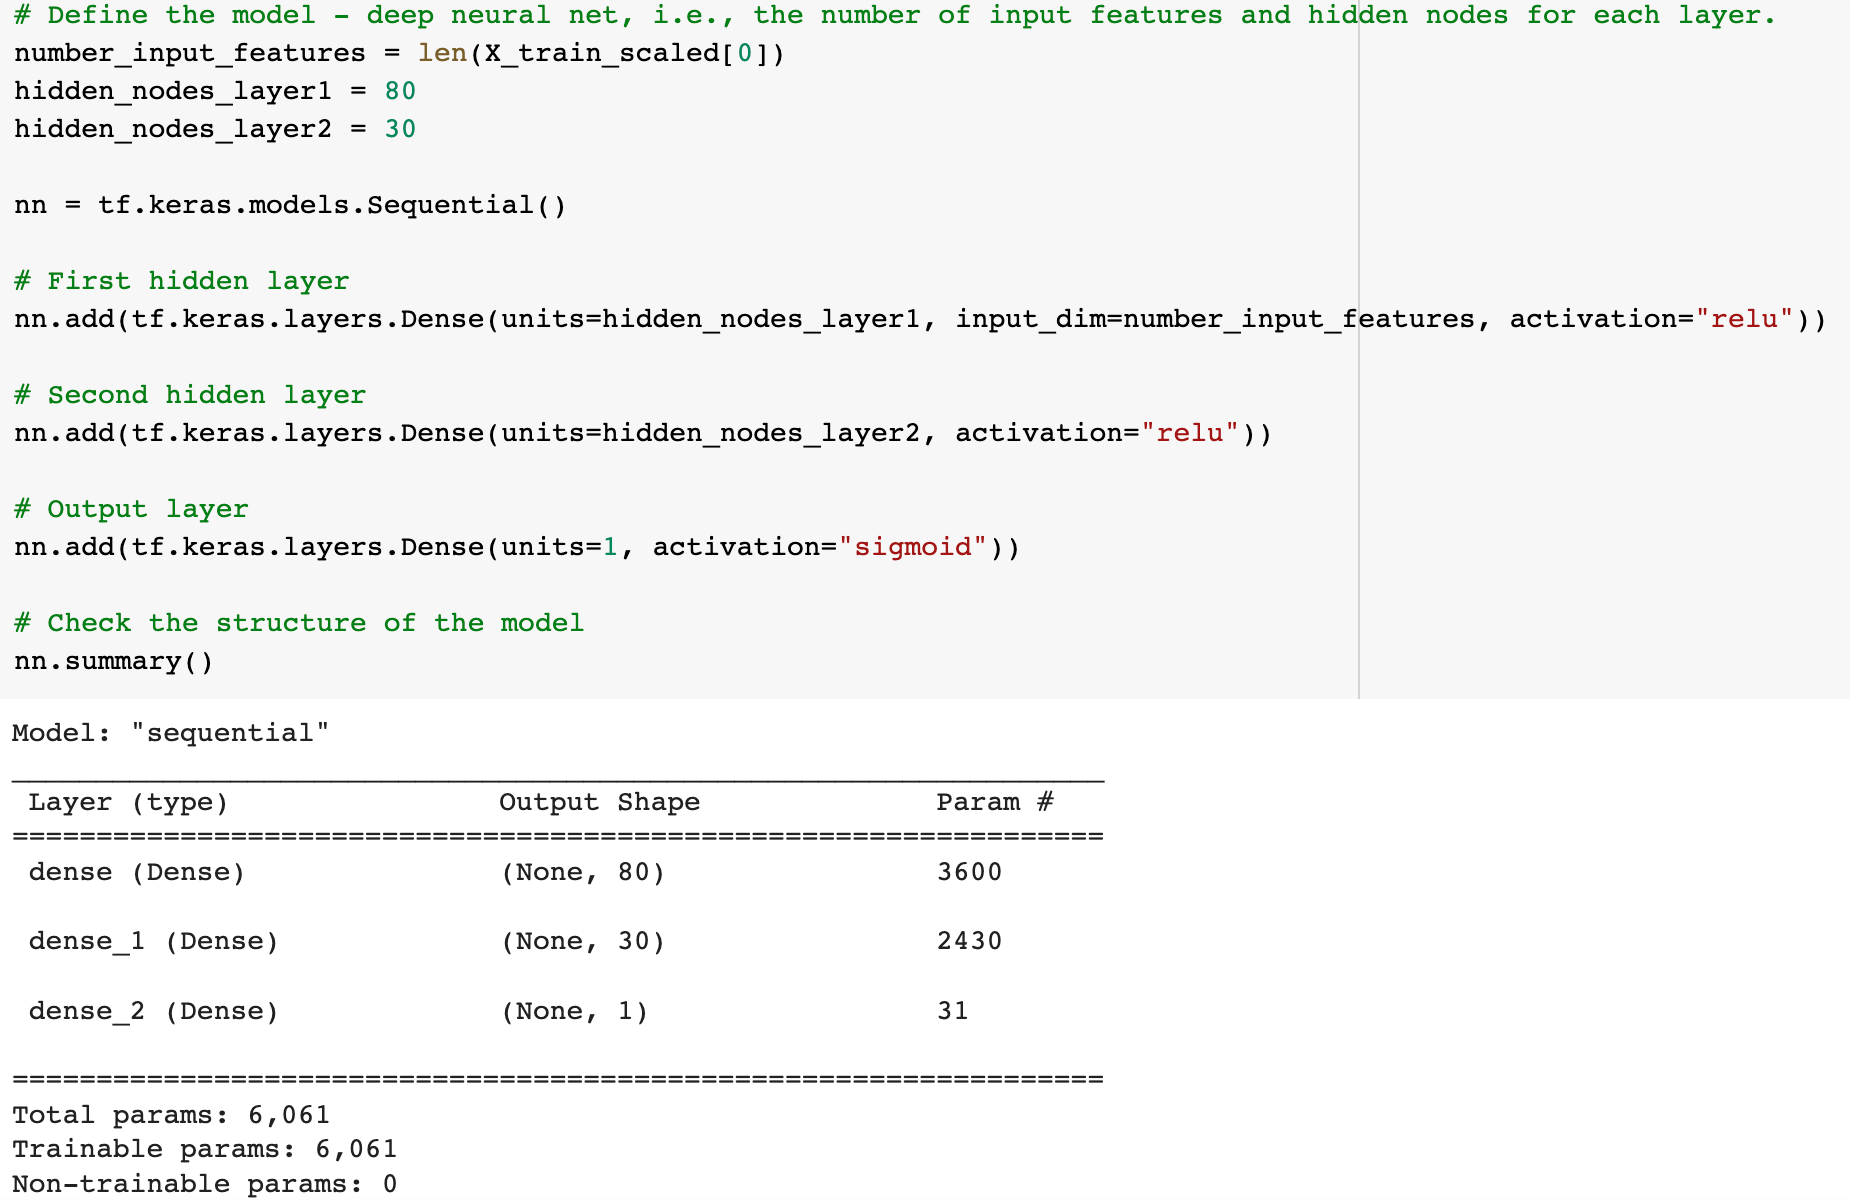 # Define the model - deep neural net, i.e., the number of input features and hidden nodes for each layer.
number_input_features = len(X_train_scaled[0])
hidden_nodes_layer1 = 80
hidden_nodes_layer2 = 30
nn = tf.keras.models.Sequential()
# First hidden layer
nn.add(tf.keras.layers.Dense(units=hidden_nodes_layer1, input_dim=number_input_features, activation="relu"))
# Second hidden layer
nn.add(tf.keras.layers.Dense(units=hidden_nodes_layer2, activation="relu"))
# Output layer
nn.add(tf.keras.layers.Dense(units=1, activation="sigmoid"))
# Check the structure of the model
nn.summary()
Model: "sequential"
_________________________________________________________________
Layer (type) Output Shape Param #
=================================================================
dense (Dense) (None, 80) 3600
dense_1 (Dense) (None, 30) 2430
dense_2 (Dense) (None, 1) 31
=================================================================
Total params: 6,061
Trainable params: 6,061
Non-trainable params: 0